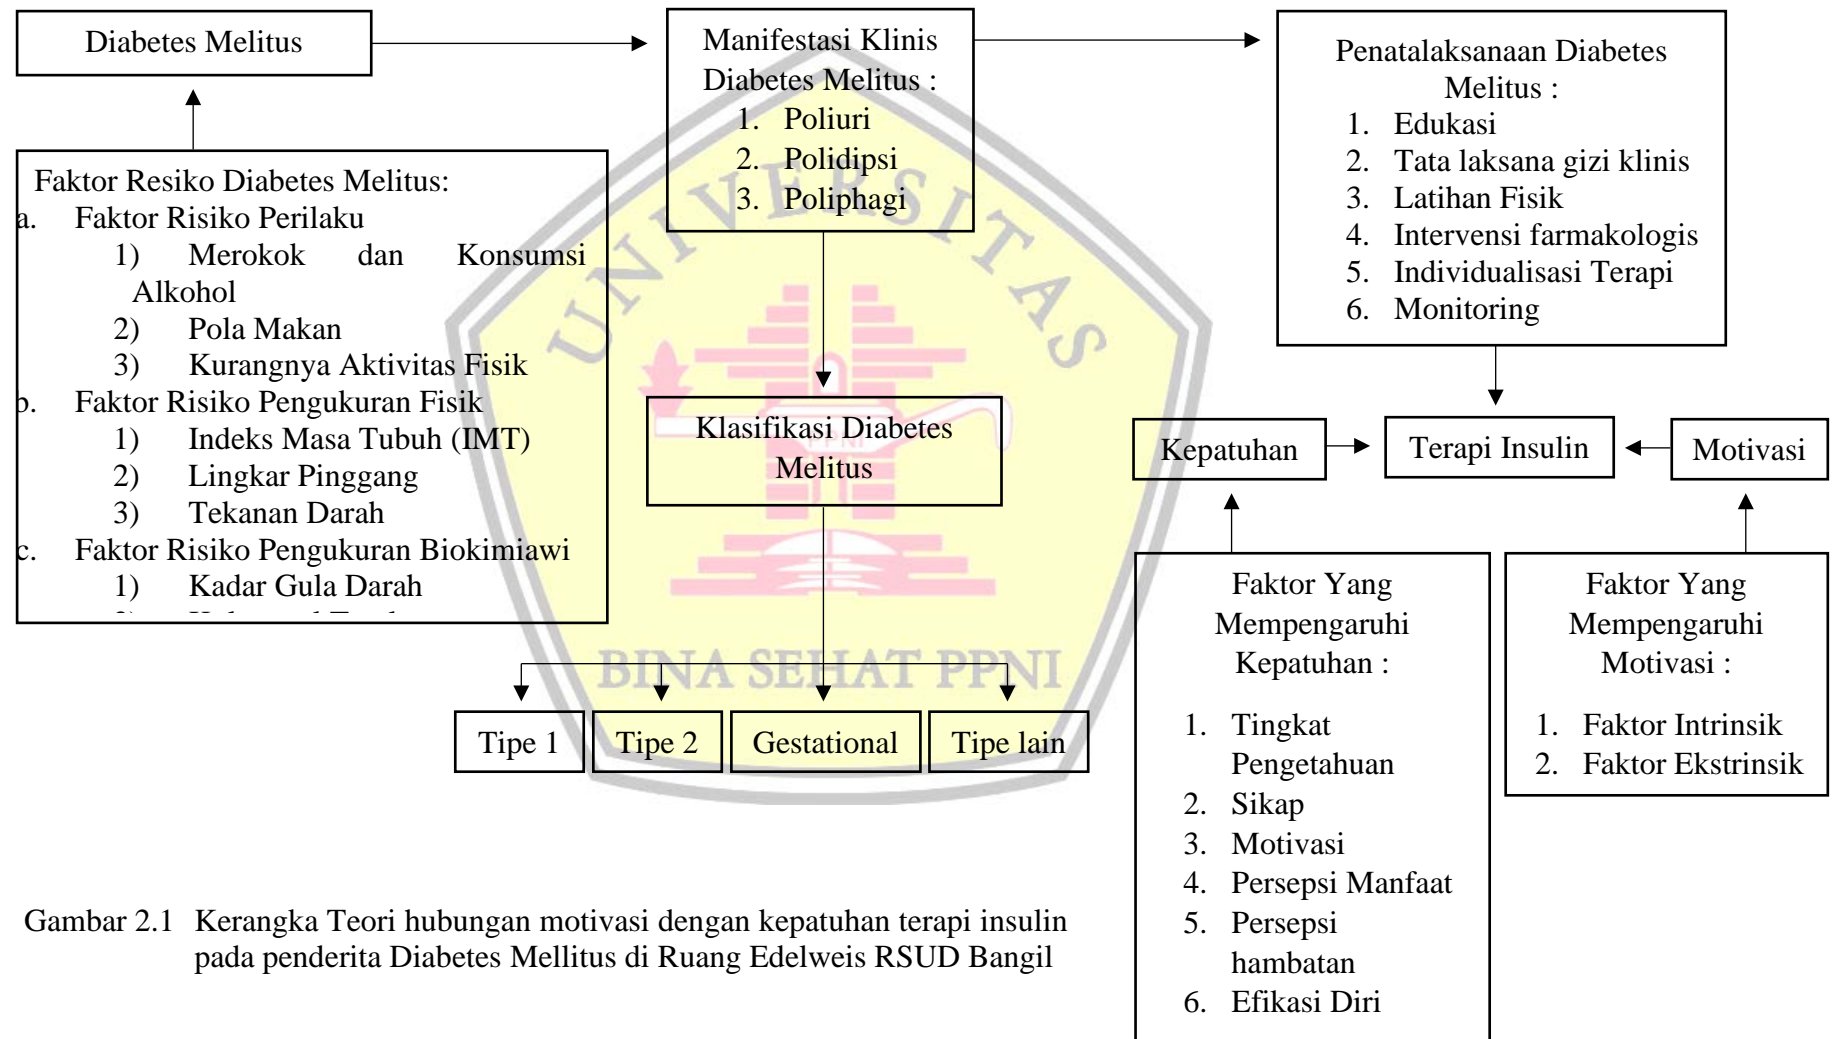 Diabetes Melitus
Manifestasi Klinis
Diabetes Melitus :
1. Poliuri
2. Polidipsi
3. Poliphagi
Penatalaksanaan Diabetes
Melitus :
1. Edukasi
2. Tata laksana gizi klinis
3. Latihan Fisik
4. Intervensi farmakologis
5. Individualisasi Terapi
6. Monitoring
Faktor Resiko Diabetes Melitus:
a. Faktor Risiko Perilaku
1) Merokok dan Konsumsi
Alkohol
2) Pola Makan
3) Kurangnya Aktivitas Fisik
b. Faktor Risiko Pengukuran Fisik
1) Indeks Masa Tubuh (IMT)
2) Lingkar Pinggang
3) Tekanan Darah
c. Faktor Risiko Pengukuran Biokimiawi
1) Kadar Gula Darah
UNIVERSITAS
PPNI
BINA SEHAT PPNI
Klasifikasi Diabetes
Melitus
Tipe 1
Tipe 2
Gestational
Tipe lain
Kepatuhan
Terapi Insulin
Motivasi
Faktor Yang
Mempengaruhi
Kepatuhan :
1. Tingkat
Pengetahuan
2. Sikap
3. Motivasi
4. Persepsi Manfaat
5. Persepsi
hambatan
6. Efikasi Diri
Faktor Yang
Mempengaruhi
Motivasi :
1. Faktor Intrinsik
2. Faktor Ekstrinsik
Gambar 2.1 Kerangka Teori hubungan motivasi dengan kepatuhan terapi insulin
pada penderita Diabetes Mellitus di Ruang Edelweis RSUD Bangil